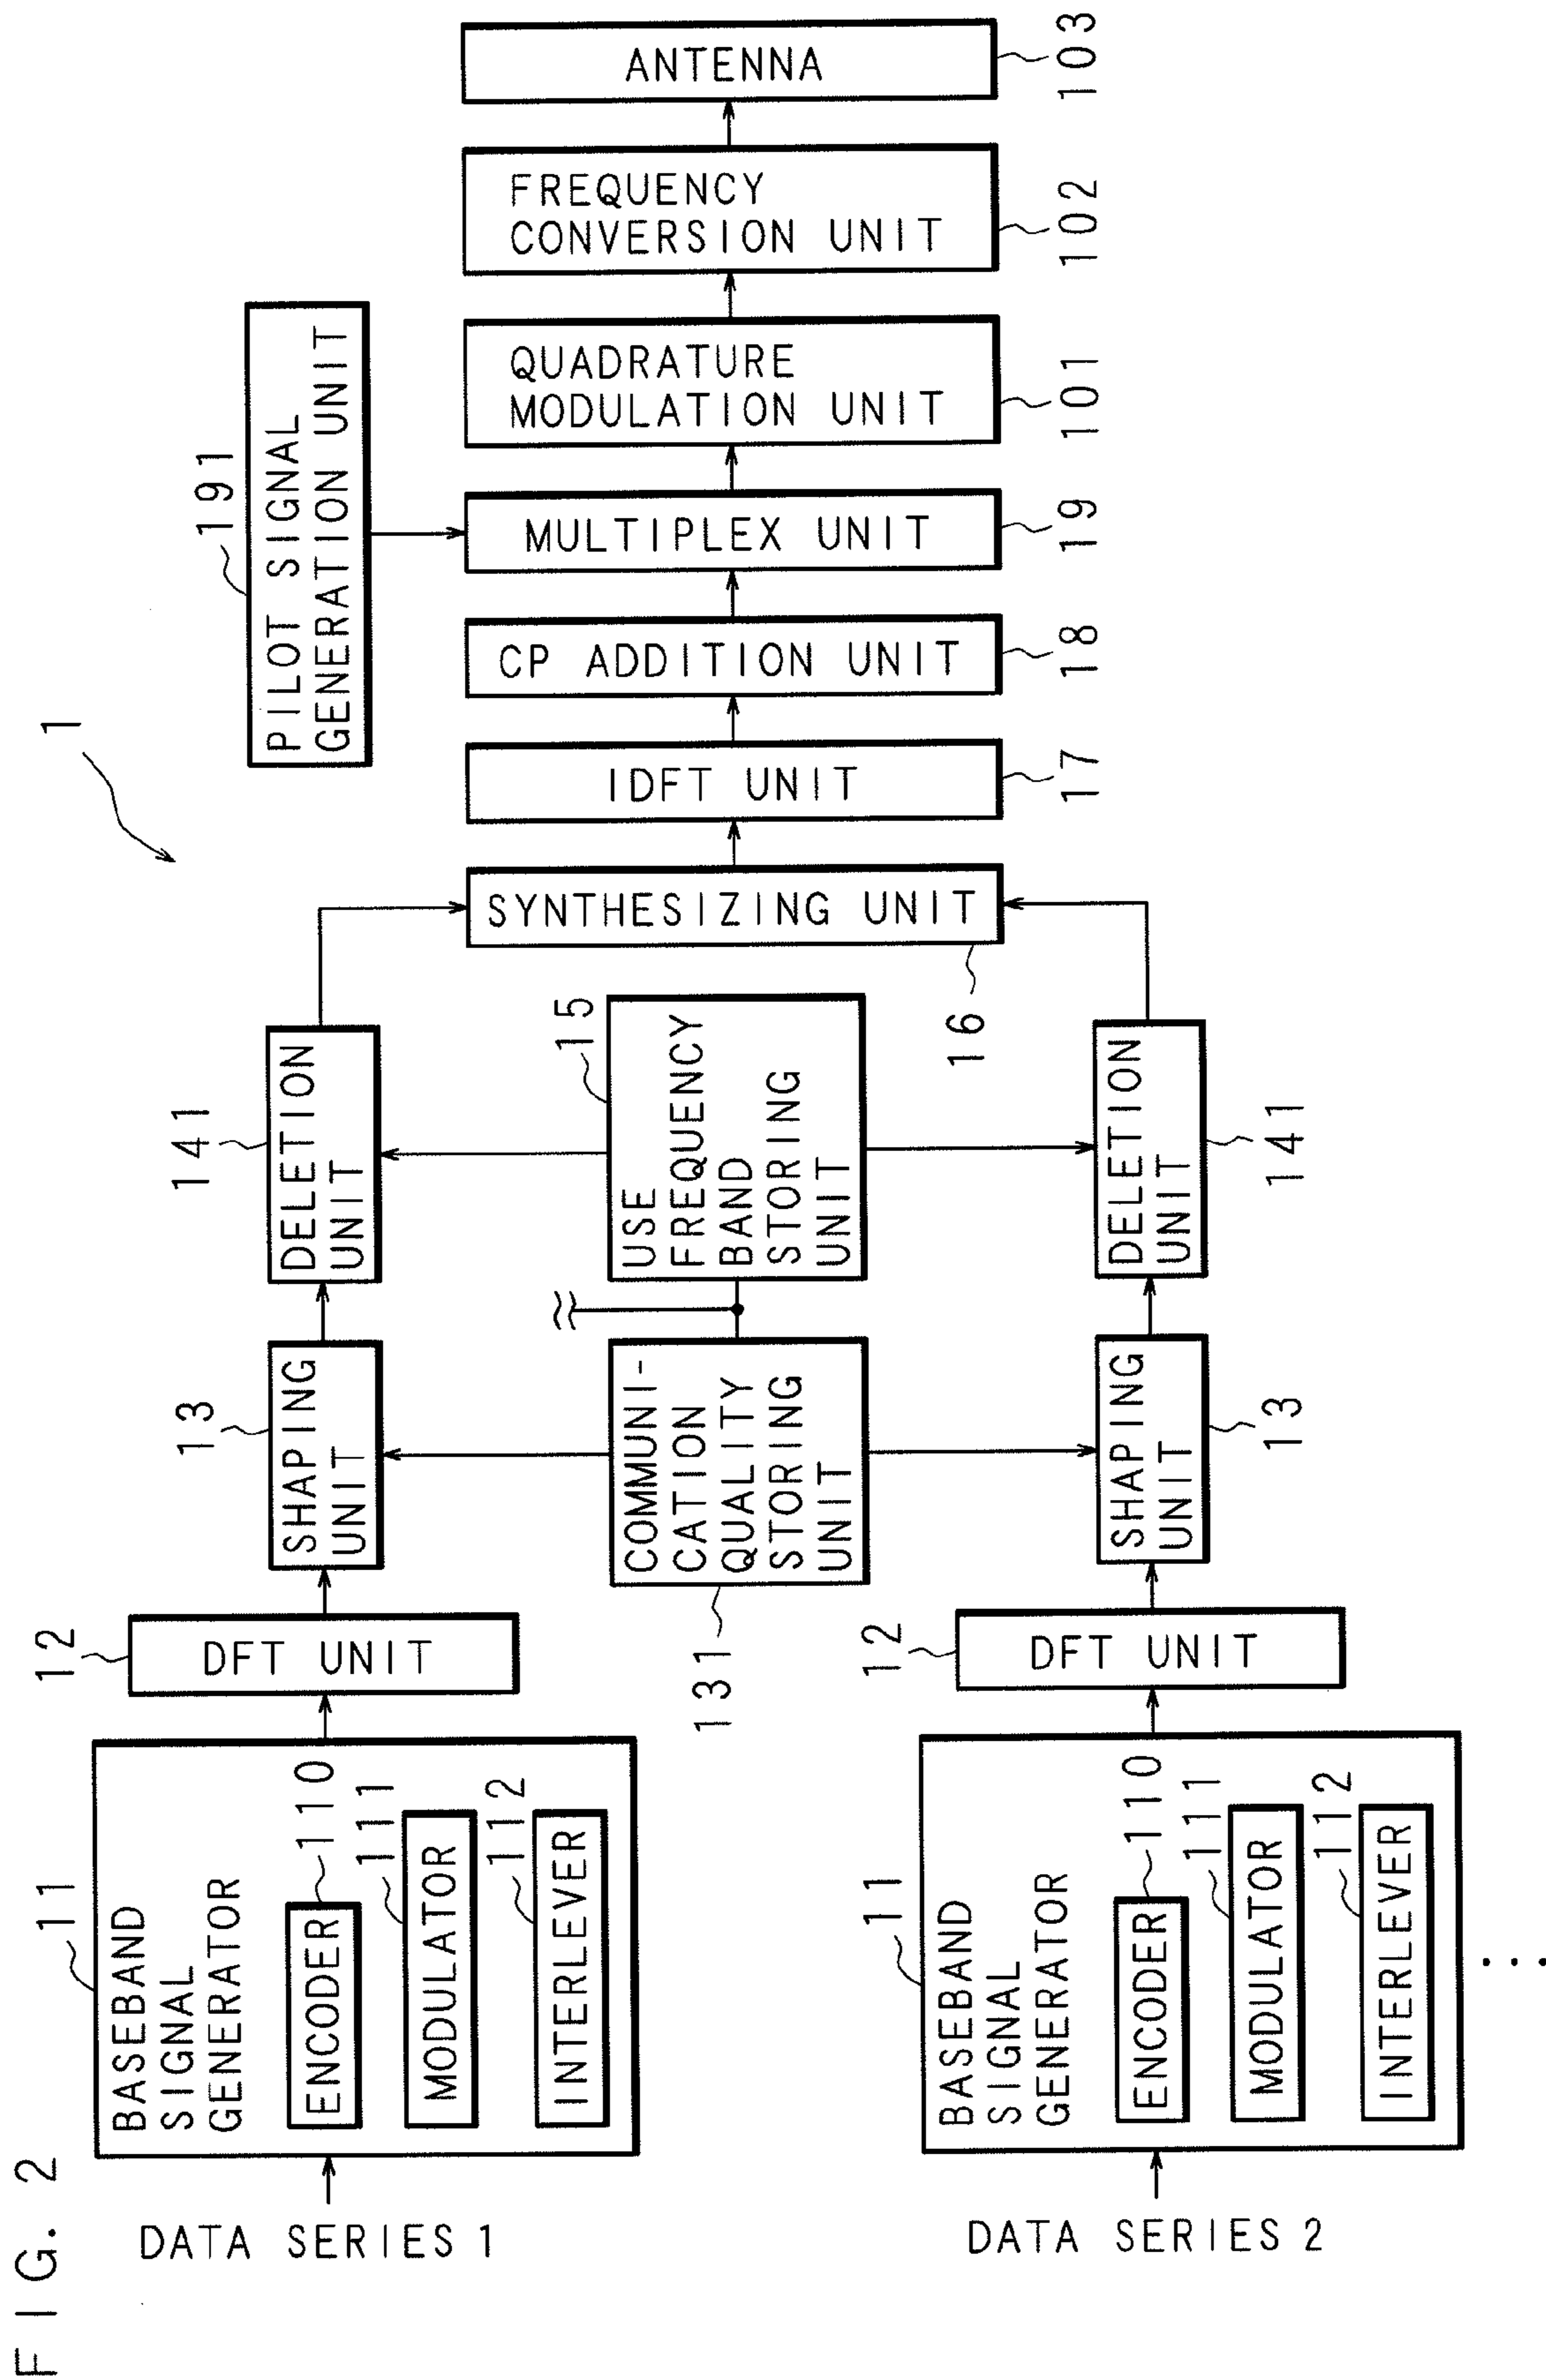 FIG. 2
1
DATA SERIES 1
11
BASEBAND
SIGNAL
GENERATOR
ENCODER
110
MODULATOR
111
INTERLEVER
112
12
DFT UNIT
13
SHAPING
UNIT
141
DELETION
UNIT
131
COMMUNI-
CATION
QUALITY
STORING
UNIT
15
USE
FREQUENCY
BAND
STORING
UNIT
DATA SERIES 2
11
BASEBAND
SIGNAL
GENERATOR
ENCODER
110
MODULATOR
111
INTERLEVER
112
...
12
DFT UNIT
13
SHAPING
UNIT
141
DELETION
UNIT
SYNTHESIZING UNIT
16
IDFT UNIT
17
CP ADDITION UNIT
18
191
PILOT SIGNAL
GENERATION UNIT
MULTIPLEX UNIT
19
QUADRATURE
MODULATION UNIT
101
FREQUENCY
CONVERSION UNIT
102
ANTENNA
103